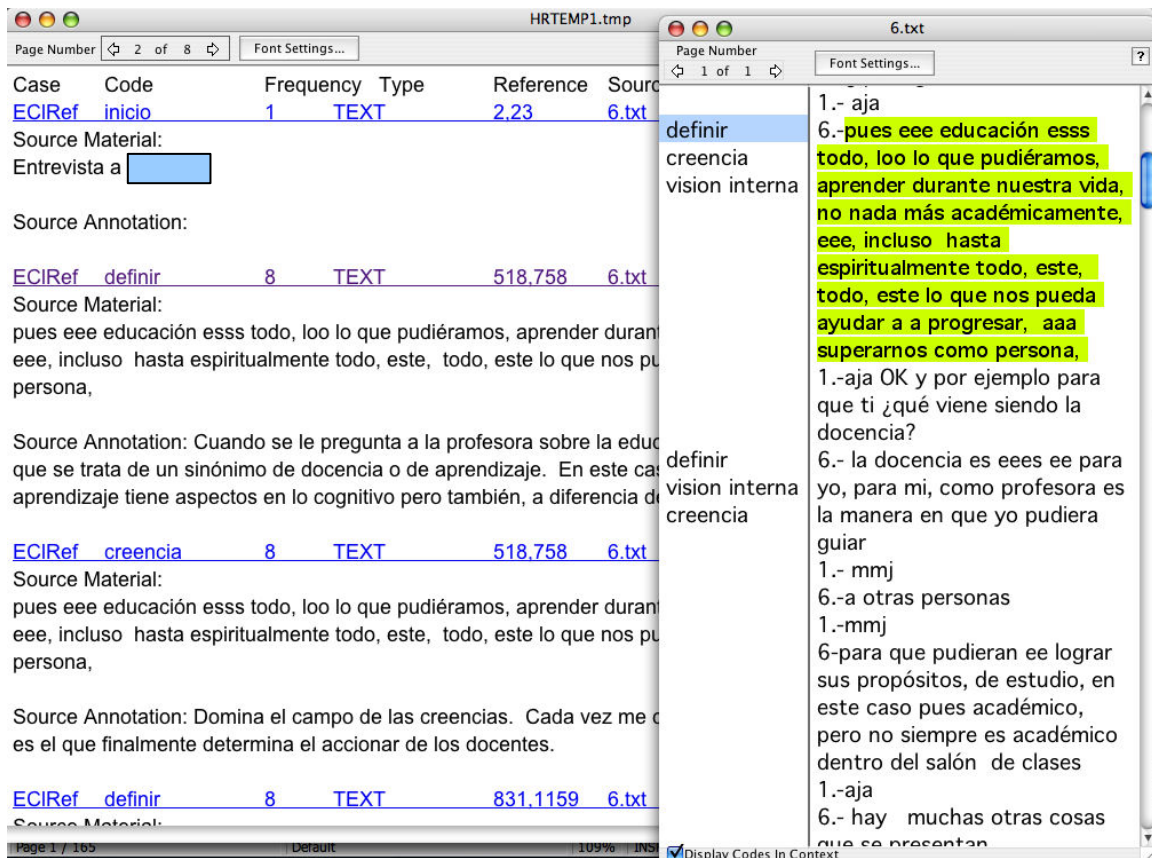 HRTEMP1.tmp
Page Number 2 of 8 Font Settings...
Case Code Frequency Type Reference
ECIRef inicio 1 TEXT 2,23 6.txt
Source Material:
Entrevista a
Source Annotation:
ECIRef definir 8 TEXT 518,758 6.txt
Source Material:
pues eee educación esss todo, loo lo que pudiéramos, aprender
eee, incluso hasta espiritualmente todo, este, todo, este lo que nos
persona,
Source Annotation: Cuando se le pregunta a la profesora sobre la
que se trata de un sinónimo de docencia o de aprendizaje. En este
aprendizaje tiene aspectos en lo cognitivo pero también, a diferencia
ECIRef creencia 8 TEXT 518,758 6.txt
Source Material:
pues eee educación esss todo, loo lo que pudiéramos, aprender
eee, incluso hasta espiritualmente todo, este, todo, este lo que nos
persona,
Source Annotation: Domina el campo de las creencias. Cada vez me
es el que finalmente determina el accionar de los docentes.
ECIRef definir 8 TEXT 831,1159 6.txt
Source Material:
Page 1 / 165 Default 109%
6.txt
Page Number
1 of 1 Font Settings... ?
1.- aja
definir 6.-pues eee educación esss
creencia todo, loo lo que pudiéramos,
vision interna aprender durante nuestra vida,
no nada más académicamente,
eee, incluso hasta
espiritualmente todo, este,
todo, este lo que nos pueda
ayudar a a progresar, aaa
superarnos como persona,
1.-aja OK y por ejemplo para
que ti ¿qué viene siendo la
docencia?
definir 6.- la docencia es eees ee para
vision interna yo, para mi, como profesora es
creencia la manera en que yo pudiera
guiar
1.- mmj
6.-a otras personas
1.-mmj
6-para que pudieran ee lograr
sus propósitos, de estudio, en
este caso pues académico,
pero no siempre es académico
dentro del salón de clases
1.-aja
6.- hay muchas otras cosas
que se presentan
Display Codes In Context